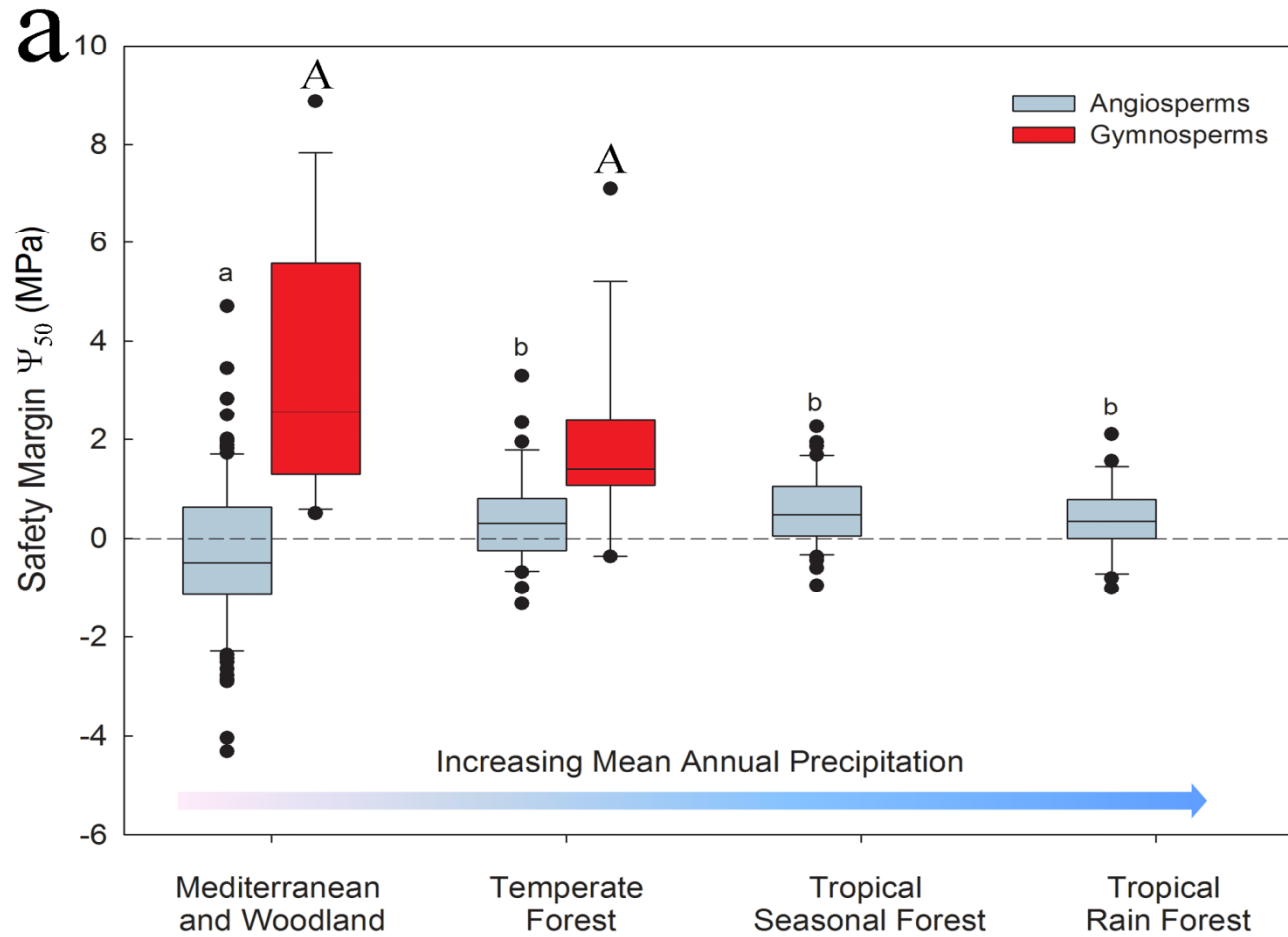 a
10
8
6
4
2
0
-2
-4
-6
Safety Margin Ψ50 (MPa)
Angiosperms
Gymnosperms
A
A
a
b
b
b
Increasing Mean Annual Precipitation
Mediterranean
and Woodland
Temperate
Forest
Tropical
Seasonal Forest
Tropical
Rain Forest